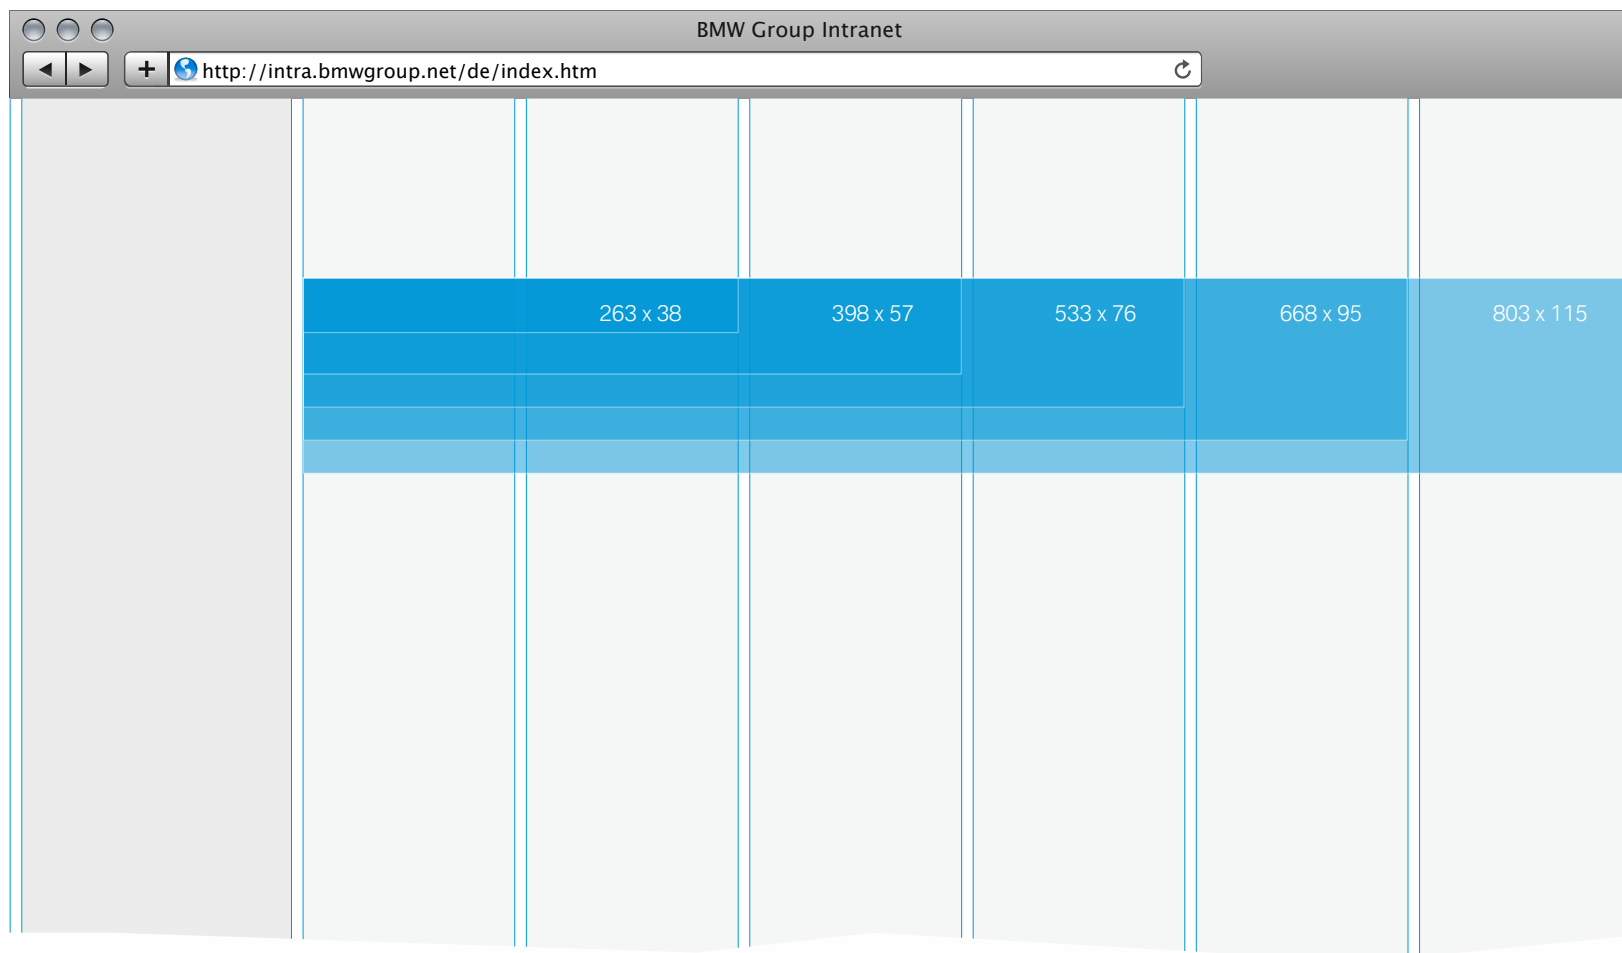 BMW Group Intranet
http://intra.bmwgroup.net/de/index.htm
263 x 38
398 x 57
533 x 76
668 x 95
803 x 115